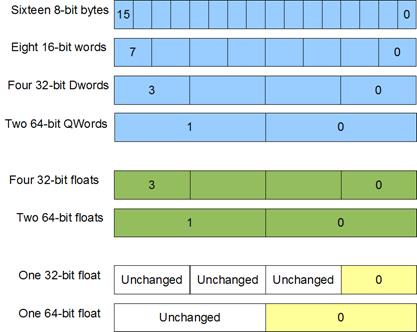 Sixteen 8-bit bytes 15 0
Eight 16-bit words 7 0
Four 32-bit Dwords 3 0
Two 64-bit QWords 1 0
Four 32-bit floats 3 0
Two 64-bit floats 1 0
One 32-bit float Unchanged Unchanged Unchanged 0
One 64-bit float Unchanged 0